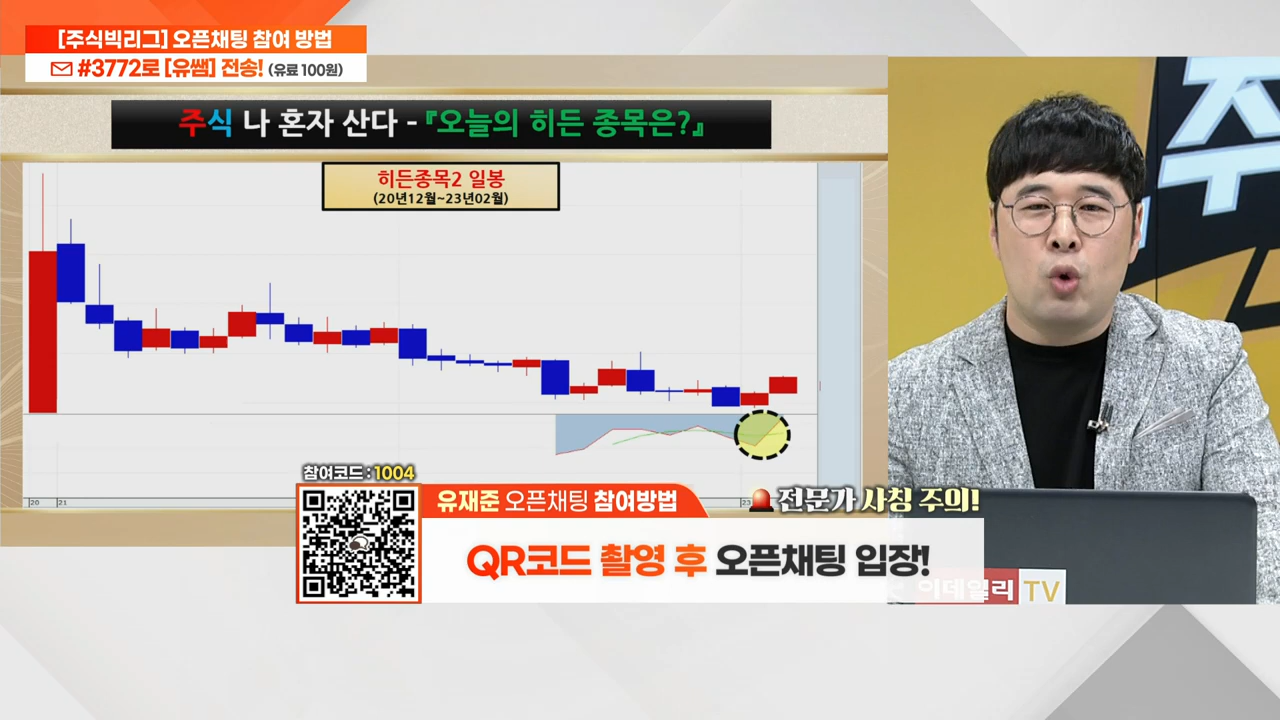 [주식빅리그] 오픈채팅 참여 방법
#3772로 [유쌤] 전송! (유료 100원)
주식 나 혼자 산다 - 『오늘의 히든 종목은?』
히든종목2 일봉
(20년12월~23년02월)
주
20
21
23
참여코드 : 1004
유재준 오픈채팅 참여방법
전문가 사칭 주의!
QR코드 촬영 후 오픈채팅 입장!
이데일리 TV